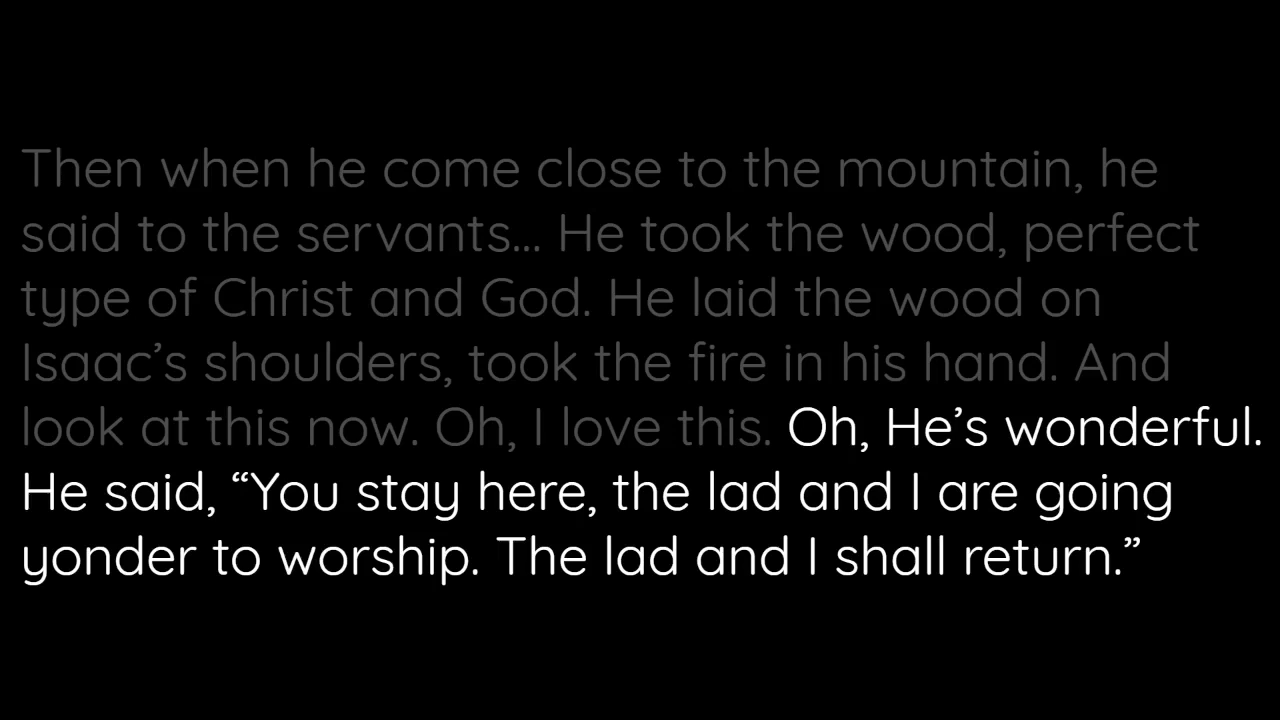 Then when he come close to the mountain, he
said to the servants... He took the wood, perfect
type of Christ and God. He laid the wood on
Isaac’s shoulders, took the fire in his hand. And
look at this now. Oh, I love this. Oh, He’s wonderful.
He said, “You stay here, the lad and I are going
yonder to worship. The lad and I shall return.”